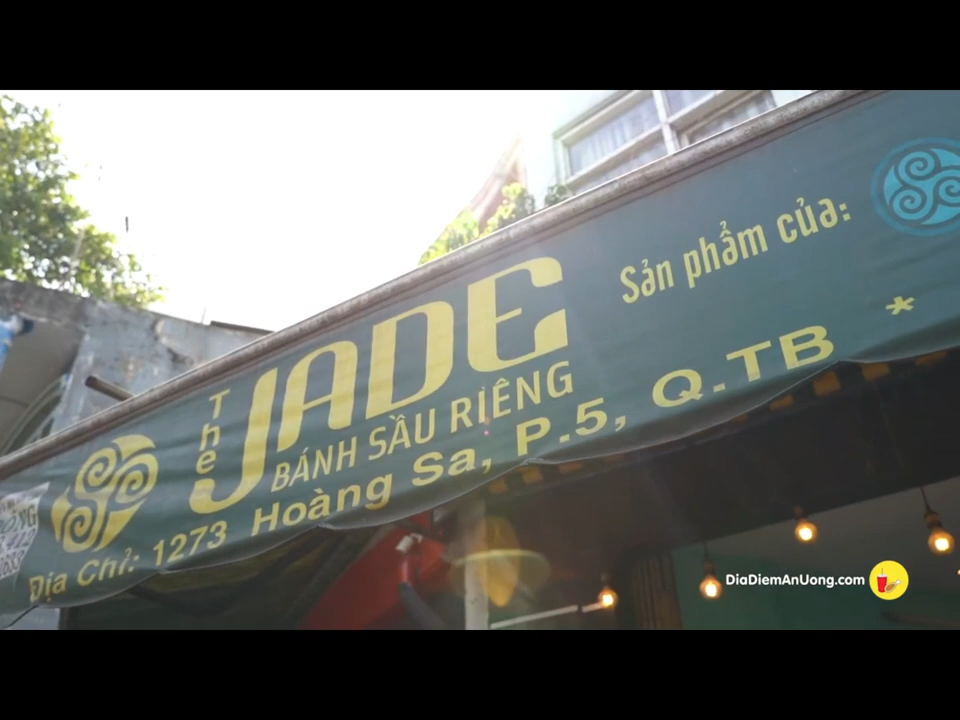 The JADE
BÁNH SẦU RIÊNG
Sản phẩm của:
Địa Chỉ: 1273 Hoàng Sa, P.5, Q.TB *
DiaDiemAnUong.com